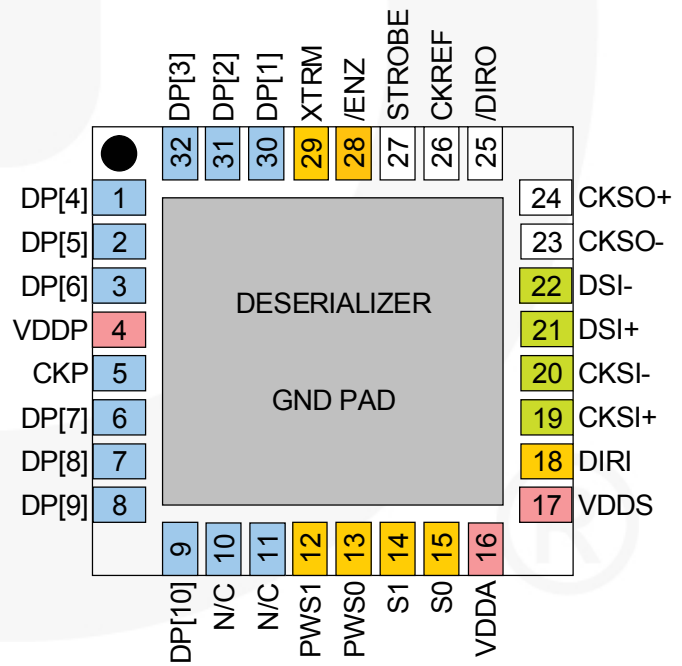 DP[3]
DP[2]
DP[1]
XTRM
/ENZ
STROBE
CKREF
/DIRO
32
31
30
29
28
27
26
25
DP[4] 1
DP[5] 2
DP[6] 3
VDDP 4
CKP 5
DP[7] 6
DP[8] 7
DP[9] 8
DESERIALIZER
GND PAD
24 CKSO+
23 CKSO-
22 DSI-
21 DSI+
20 CKSI-
19 CKSI+
18 DIRI
17 VDDS
9
10
11
12
13
14
15
16
DP[10]
N/C
N/C
PWS1
PWS0
S1
S0
VDDA
®